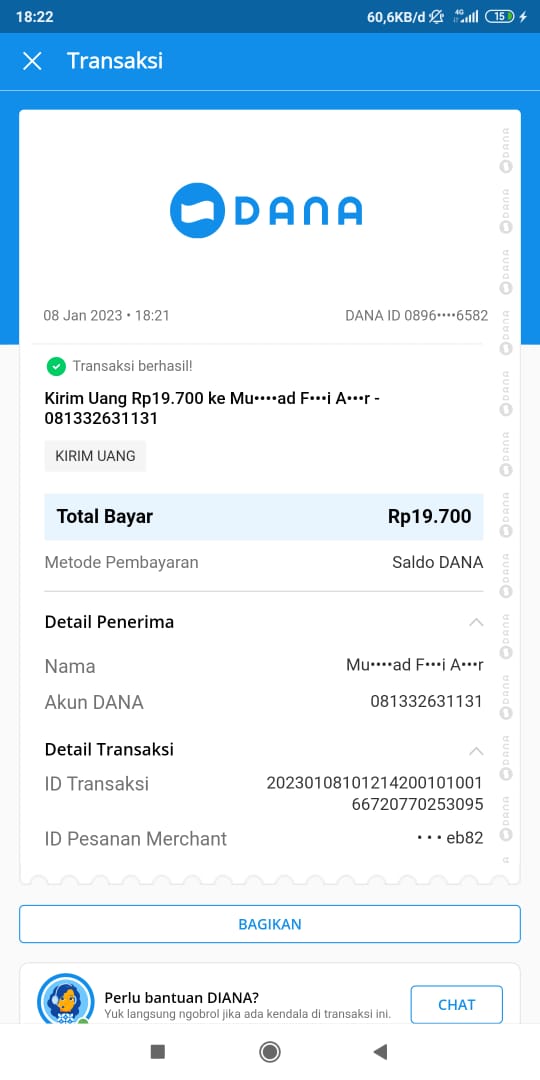 18:22
60,6KB/d 4G 15
Transaksi
DANA
08 Jan 2023 • 18:21
DANA ID 0896••••6582
Transaksi berhasil!
Kirim Uang Rp19.700 ke Mu••••ad F•••i A•••r -
081332631131
KIRIM UANG
Total Bayar Rp19.700
Metode Pembayaran Saldo DANA
Detail Penerima
Nama Mu••••ad F•••i A•••r
Akun DANA 081332631131
Detail Transaksi
ID Transaksi 20230108101214200101001
66720770253095
ID Pesanan Merchant • • • eb82
BAGIKAN
Perlu bantuan DIANA?
Yuk langsung ngobrol jika ada kendala di transaksi ini.
CHAT